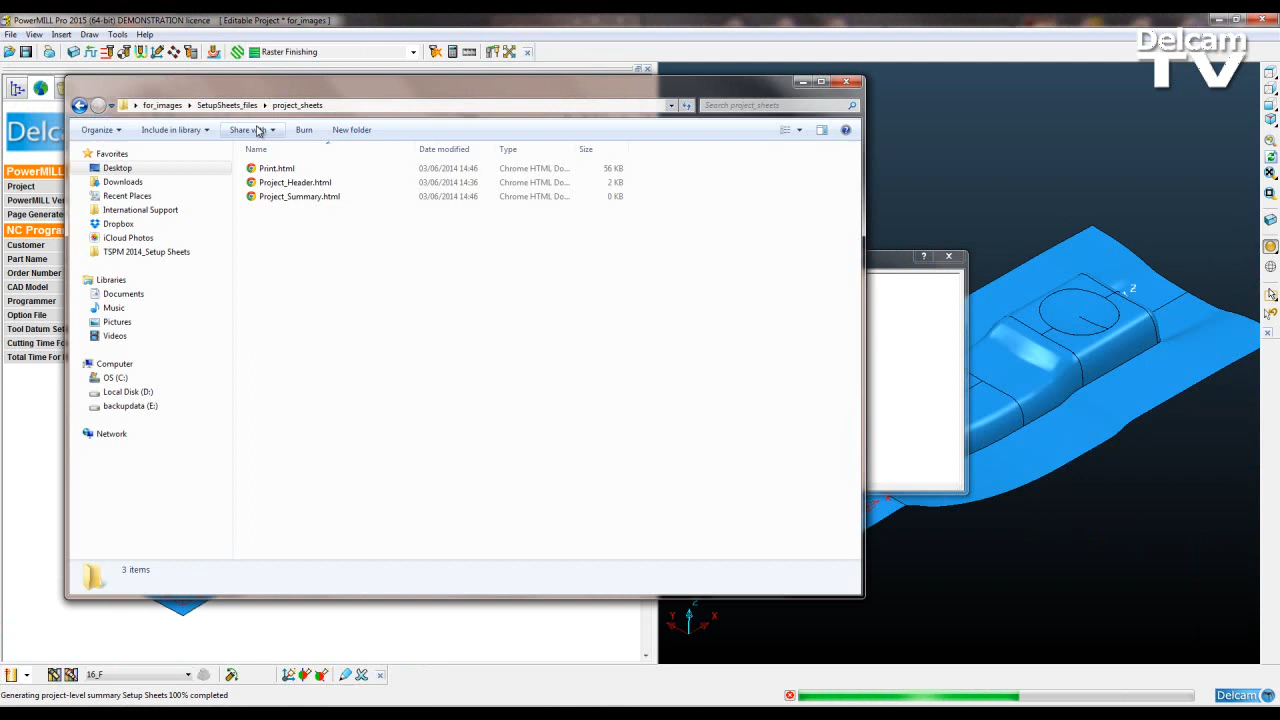 PowerMILL Pro 2015 (64-bit) DEMONSTRATION licence [ Editable Project * for_images ]
File View Insert Draw Tools Help
Raster Finishing
Delcam
TV
for_images SetupSheets_files project_sheets
Search project_sheets
Organize Include in library Share with Burn New folder
Name Date modified Type Size
Print.html 03/06/2014 14:46 Chrome HTML Do... 56 KB
Project_Header.html 03/06/2014 14:36 Chrome HTML Do... 2 KB
Project_Summary.html 03/06/2014 14:46 Chrome HTML Do... 0 KB
Favorites
Desktop
Downloads
Recent Places
International Support
Dropbox
iCloud Photos
TSPM 2014_Setup Sheets
Libraries
Documents
Music
Pictures
Videos
Computer
OS (C:)
Local Disk (D:)
backupdata (E:)
Network
3 items
Delc
PowerMILL
Project
PowerMILL Ver
Page Generate
NC Progra
Customer
Part Name
Order Number
CAD Model
Programmer
Option File
Tool Datum Set
Cutting Time For
Total Time For
Z
Z
Y X
16_F
Generating project-level summary Setup Sheets 100% completed
Delcam